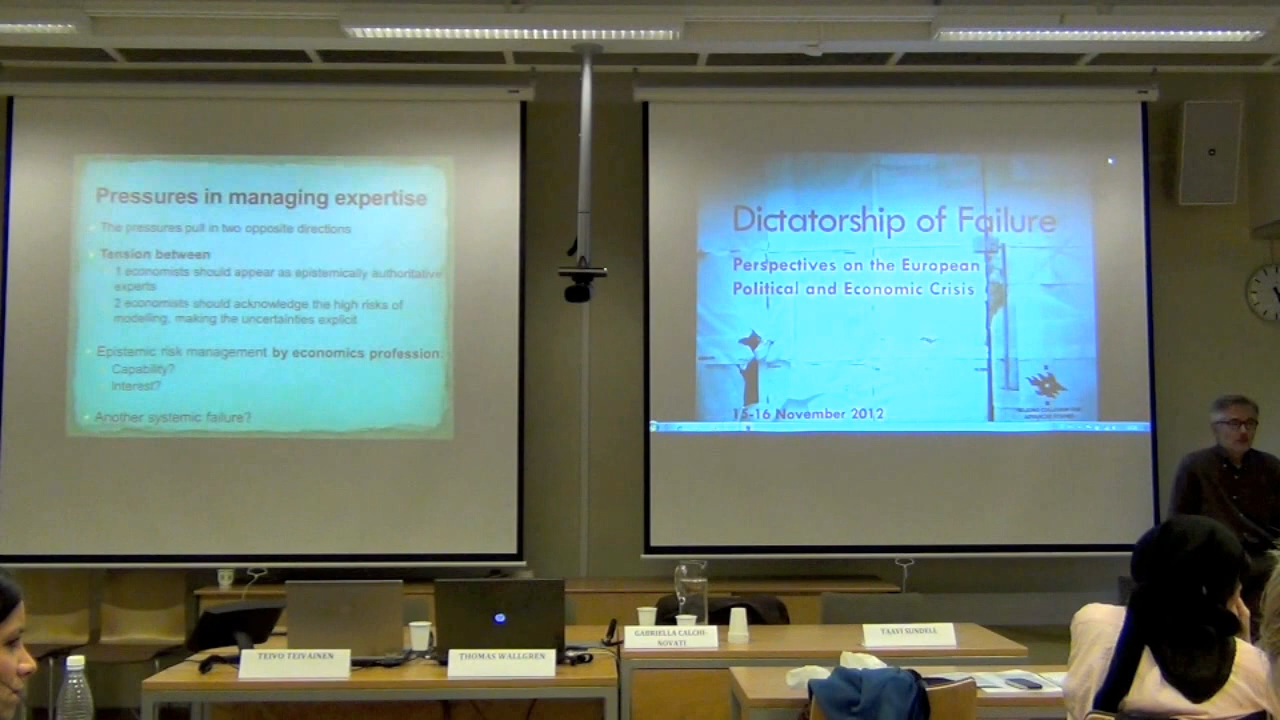 Pressures in managing expertise
The pressures pull in two opposite directions
Tension between
1 economists should appear as epistemically authoritative
experts
2 economists should acknowledge the high risks of
modelling, making the uncertainties explicit
Epistemic risk management by economics profession:
Capability?
Interest?
Another systemic failure?
Dictatorship of Failure
Perspectives on the European
Political and Economic Crisis
15-16 November 2012
TEIVO TEIVAINEN
THOMAS WALLGREN
GABRIELLA CALCHI-
NOVATI
TAAVI SUNDELL